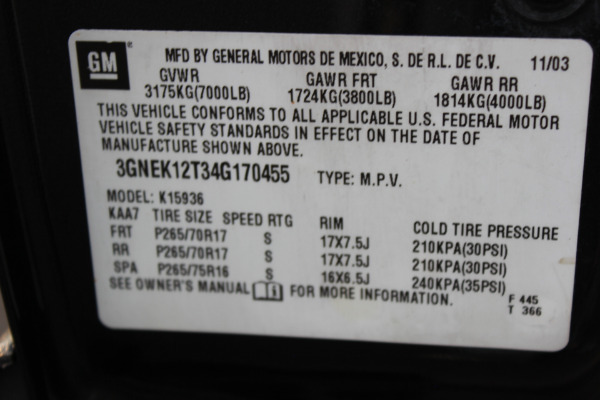 GM MFD BY GENERAL MOTORS DE MEXICO, S. DE R.L. DE C.V. 11/03
GVWR GAWR FRT GAWR RR
3175KG(7000LB) 1724KG(3800LB) 1814KG(4000LB)
THIS VEHICLE CONFORMS TO ALL APPLICABLE U.S. FEDERAL MOTOR
VEHICLE SAFETY STANDARDS IN EFFECT ON THE DATE OF
MANUFACTURE SHOWN ABOVE.
3GNEK12T34G170455 TYPE: M.P.V.
MODEL: K15936
KAA7 TIRE SIZE SPEED RTG RIM COLD TIRE PRESSURE
FRT P265/70R17 S 17X7.5J 210KPA(30PSI)
RR P265/70R17 S 17X7.5J 210KPA(30PSI)
SPA P265/75R16 S 16X6.5J 240KPA(35PSI)
SEE OWNER'S MANUAL FOR MORE INFORMATION.
F 445
T 366